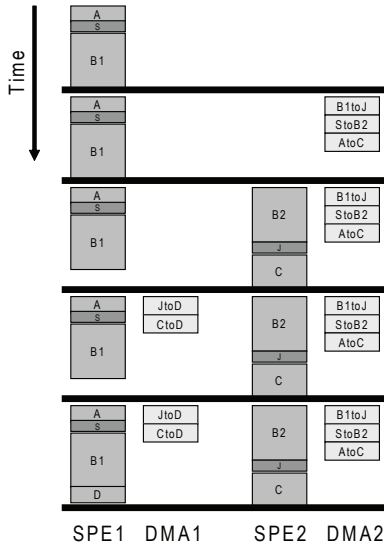 Time
A
S
B1
A
S
B1
B1toJ
StoB2
AtoC
A
S
B1
B2
J
C
B1toJ
StoB2
AtoC
A
S
B1
JtoD
CtoD
B2
J
C
B1toJ
StoB2
AtoC
A
S
B1
D
JtoD
CtoD
B2
J
C
B1toJ
StoB2
AtoC
SPE1 DMA1 SPE2 DMA2